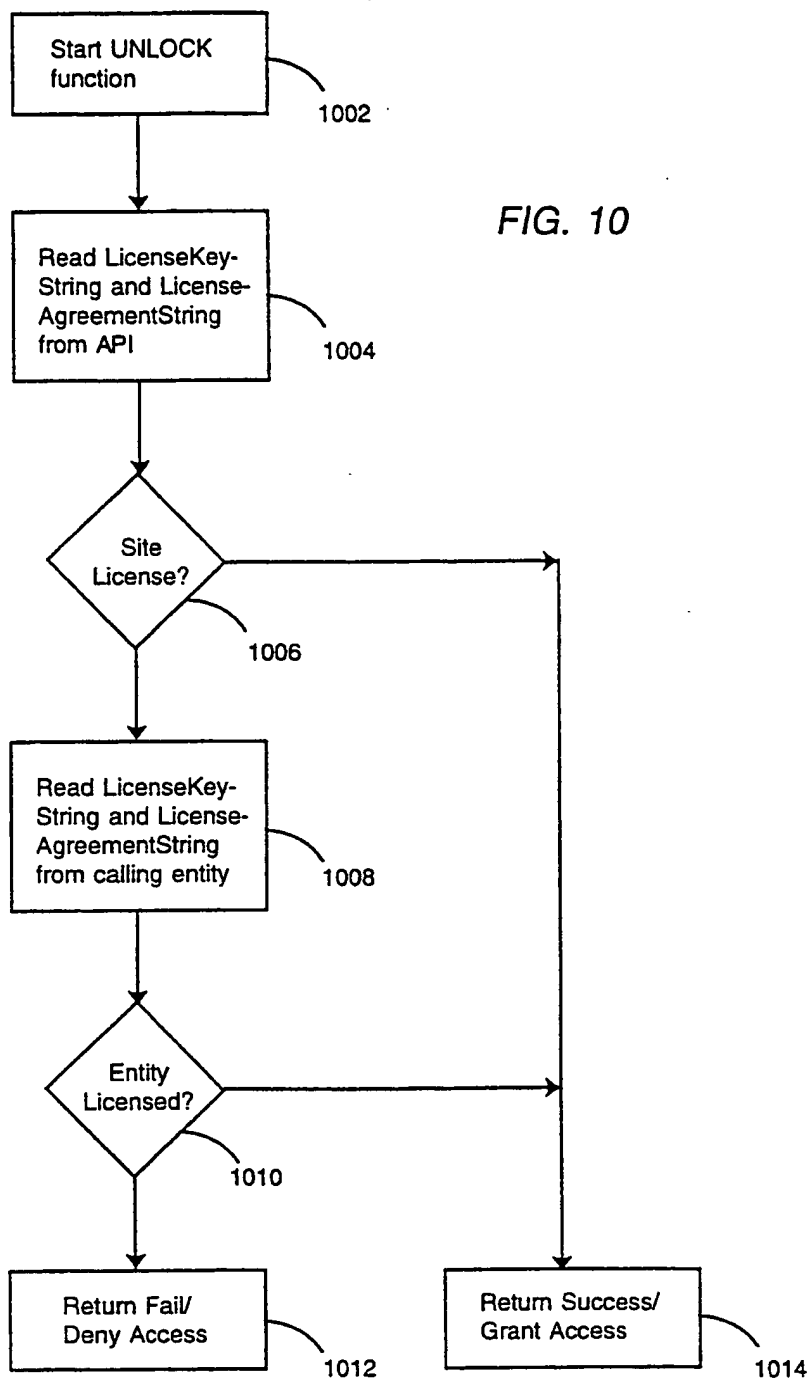 Start UNLOCK
function
1002
FIG. 10
Read LicenseKey-
String and License-
AgreementString
from API
1004
Site
License?
1006
Read LicenseKey-
String and License-
AgreementString
from calling entity
1008
Entity
Licensed?
1010
Return Fail/
Deny Access
1012
Return Success/
Grant Access
1014